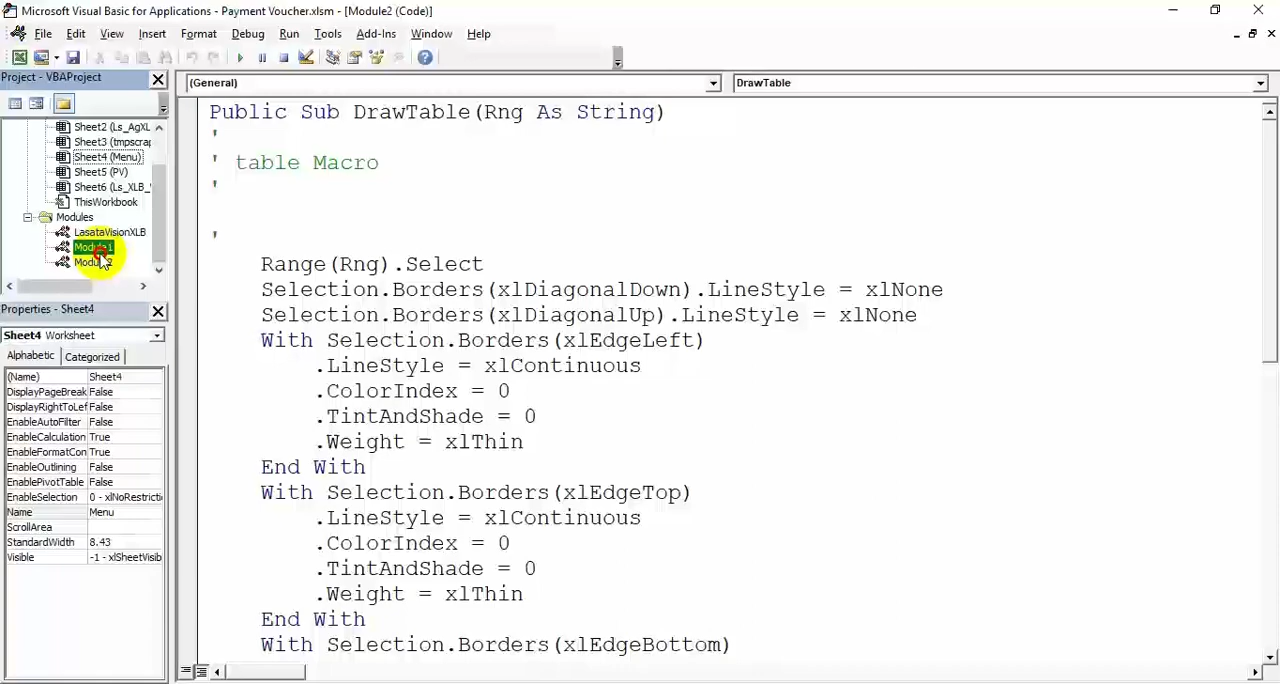 Microsoft Visual Basic for Applications - Payment Voucher.xlsm - [Module2 (Code)]
File Edit View Insert Format Debug Run Tools Add-Ins Window Help
Project - VBAProject
(General)
DrawTable
Sheet2 (Ls_AgXL
Sheet3 (tmpscrap
Sheet4 (Menu)
Sheet5 (PV)
Sheet6 (Ls_XLB_
ThisWorkbook
Modules
LasataVisionXLB
Module1
Module2
Properties - Sheet4
Sheet4 Worksheet
Alphabetic Categorized
(Name) Sheet4
DisplayPageBreak False
DisplayRightToLef False
EnableAutoFilter False
EnableCalculation True
EnableFormatCon True
EnableOutlining False
EnablePivotTable False
EnableSelection 0 - xlNoRestricti
Name Menu
ScrollArea
StandardWidth 8.43
Visible -1 - xlSheetVisib
Public Sub DrawTable(Rng As String)
'
' table Macro
'
'
Range(Rng).Select
Selection.Borders(xlDiagonalDown).LineStyle = xlNone
Selection.Borders(xlDiagonalUp).LineStyle = xlNone
With Selection.Borders(xlEdgeLeft)
.LineStyle = xlContinuous
.ColorIndex = 0
.TintAndShade = 0
.Weight = xlThin
End With
With Selection.Borders(xlEdgeTop)
.LineStyle = xlContinuous
.ColorIndex = 0
.TintAndShade = 0
.Weight = xlThin
End With
With Selection.Borders(xlEdgeBottom)